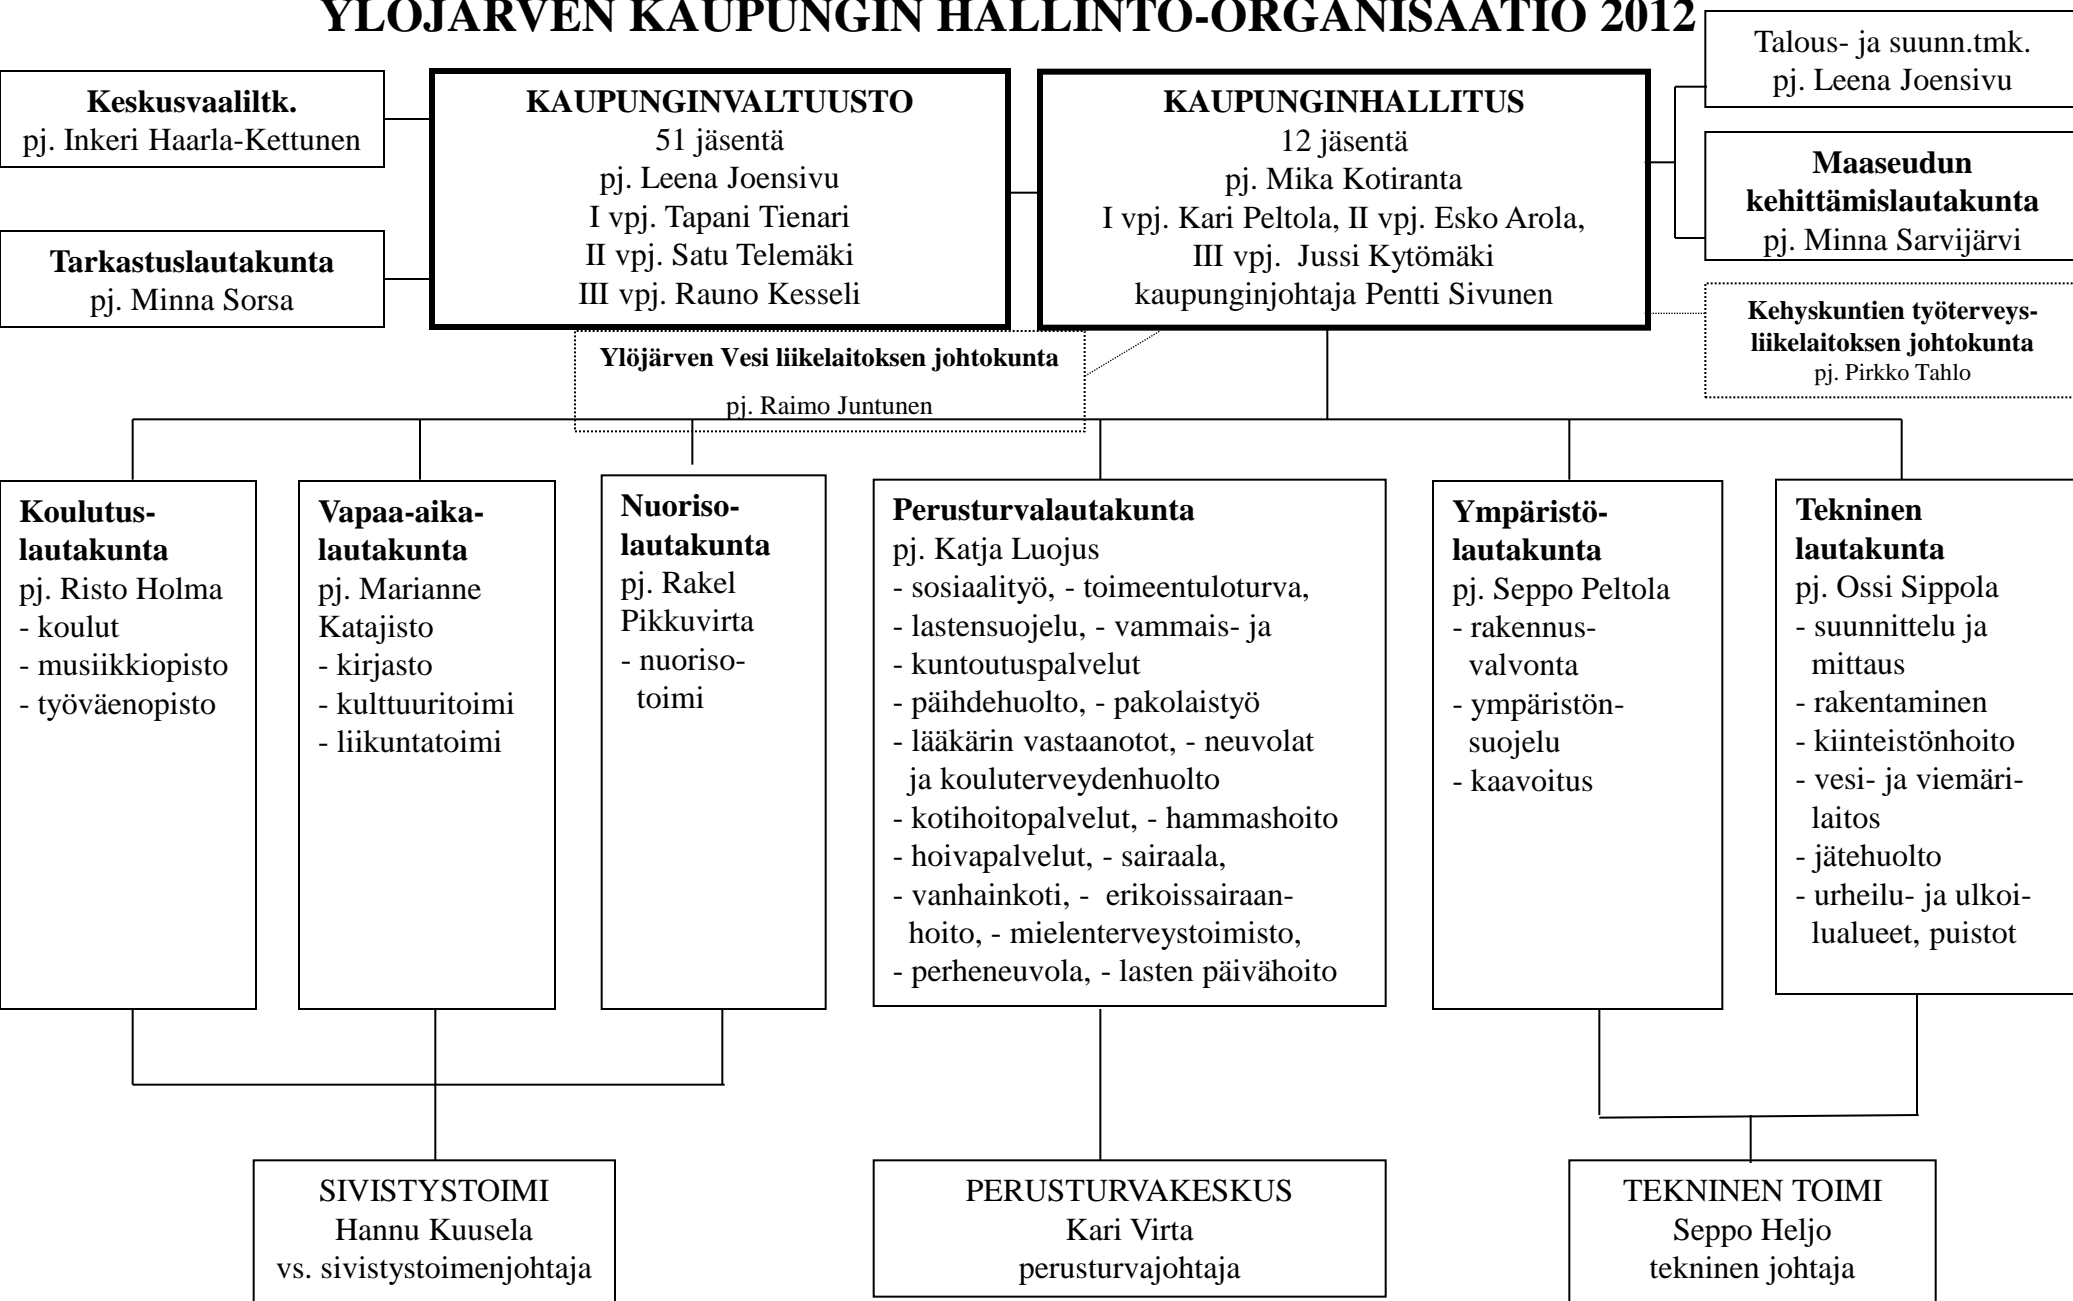 YLÖJÄRVEN KAUPUNGIN HALLINTO-ORGANISAATIO 2012
Talous- ja suunn.tmk.
pj. Leena Joensivu
Keskusvaaliltk.
pj. Inkeri Haarla-Kettunen
KAUPUNGINVALTUUSTO
51 jäsentä
pj. Leena Joensivu
I vpj. Tapani Tienari
II vpj. Satu Telemäki
III vpj. Rauno Kesseli
KAUPUNGINHALLITUS
12 jäsentä
pj. Mika Kotiranta
I vpj. Kari Peltola, II vpj. Esko Arola,
III vpj.  Jussi Kytömäki
kaupunginjohtaja Pentti Sivunen
Maaseudun
kehittämislautakunta
pj. Minna Sarvijärvi
Tarkastuslautakunta
pj. Minna Sorsa
Kehyskuntien työterveys-
liikelaitoksen johtokunta
pj. Pirkko Tahlo
Ylöjärven Vesi liikelaitoksen johtokunta
pj. Raimo Juntunen
Koulutus-
lautakunta
pj. Risto Holma
- koulut
- musiikkiopisto
- työväenopisto
Vapaa-aika-
lautakunta
pj. Marianne
Katajisto
- kirjasto
- kulttuuritoimi
- liikuntatoimi
Nuoriso-
lautakunta
pj. Rakel
Pikkuvirta
- nuoriso-
toimi
Perusturvalautakunta
pj. Katja Luojus
- sosiaalityö, - toimeentuloturva,
- lastensuojelu, - vammais- ja
- kuntoutuspalvelut
- päihdehuolto, - pakolaistyö
- lääkärin vastaanotot, - neuvolat
ja kouluterveydenhuolto
- kotihoitopalvelut, - hammashoito
- hoivapalvelut, - sairaala,
- vanhainkoti, -  erikoissairaan-
hoito, - mielenterveystoimisto,
- perheneuvola, - lasten päivähoito
Ympäristö-
lautakunta
pj. Seppo Peltola
- rakennus-
valvonta
- ympäristön-
suojelu
- kaavoitus
Tekninen
lautakunta
pj. Ossi Sippola
- suunnittelu ja
mittaus
- rakentaminen
- kiinteistönhoito
- vesi- ja viemäri-
laitos
- jätehuolto
- urheilu- ja ulkoi-
lualueet, puistot
SIVISTYSTOIMI
Hannu Kuusela
vs. sivistystoimenjohtaja
PERUSTURVAKESKUS
Kari Virta
perusturvajohtaja
TEKNINEN TOIMI
Seppo Heljo
tekninen johtaja